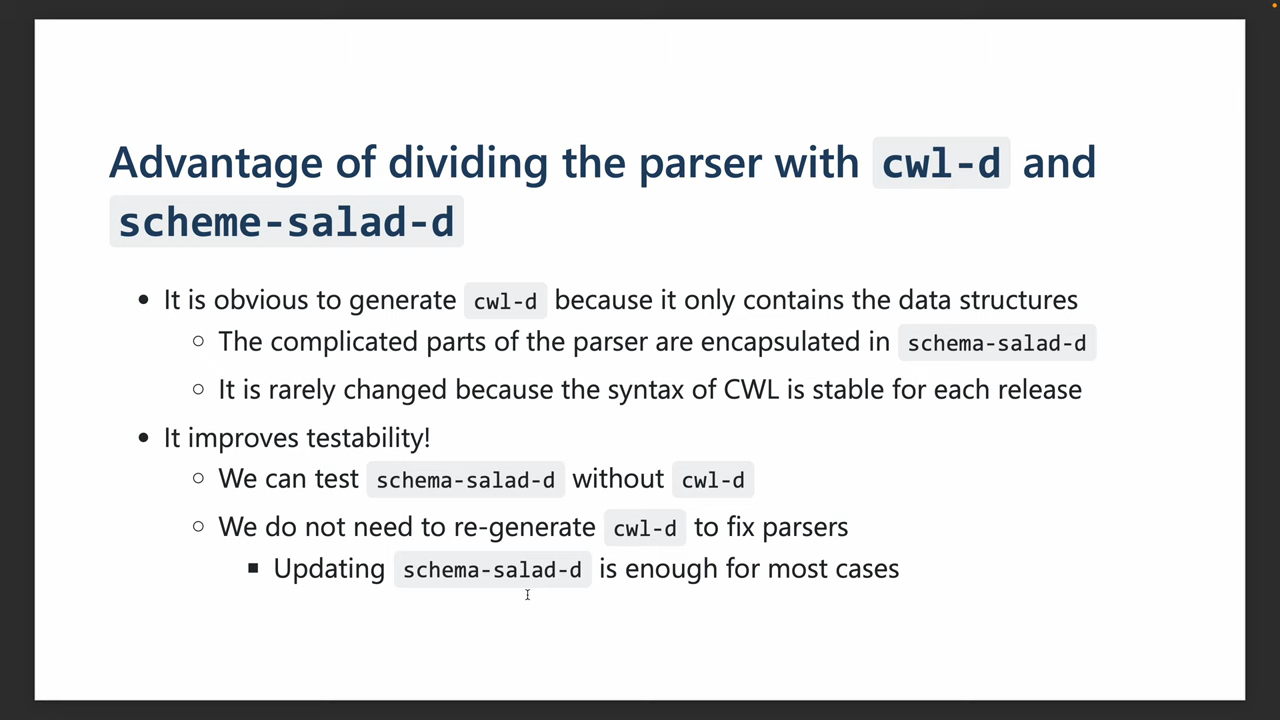 Advantage of dividing the parser with cwl-d and
scheme-salad-d
It is obvious to generate cwl-d because it only contains the data structures
The complicated parts of the parser are encapsulated in schema-salad-d
It is rarely changed because the syntax of CWL is stable for each release
It improves testability!
We can test schema-salad-d without cwl-d
We do not need to re-generate cwl-d to fix parsers
Updating schema-salad-d is enough for most cases